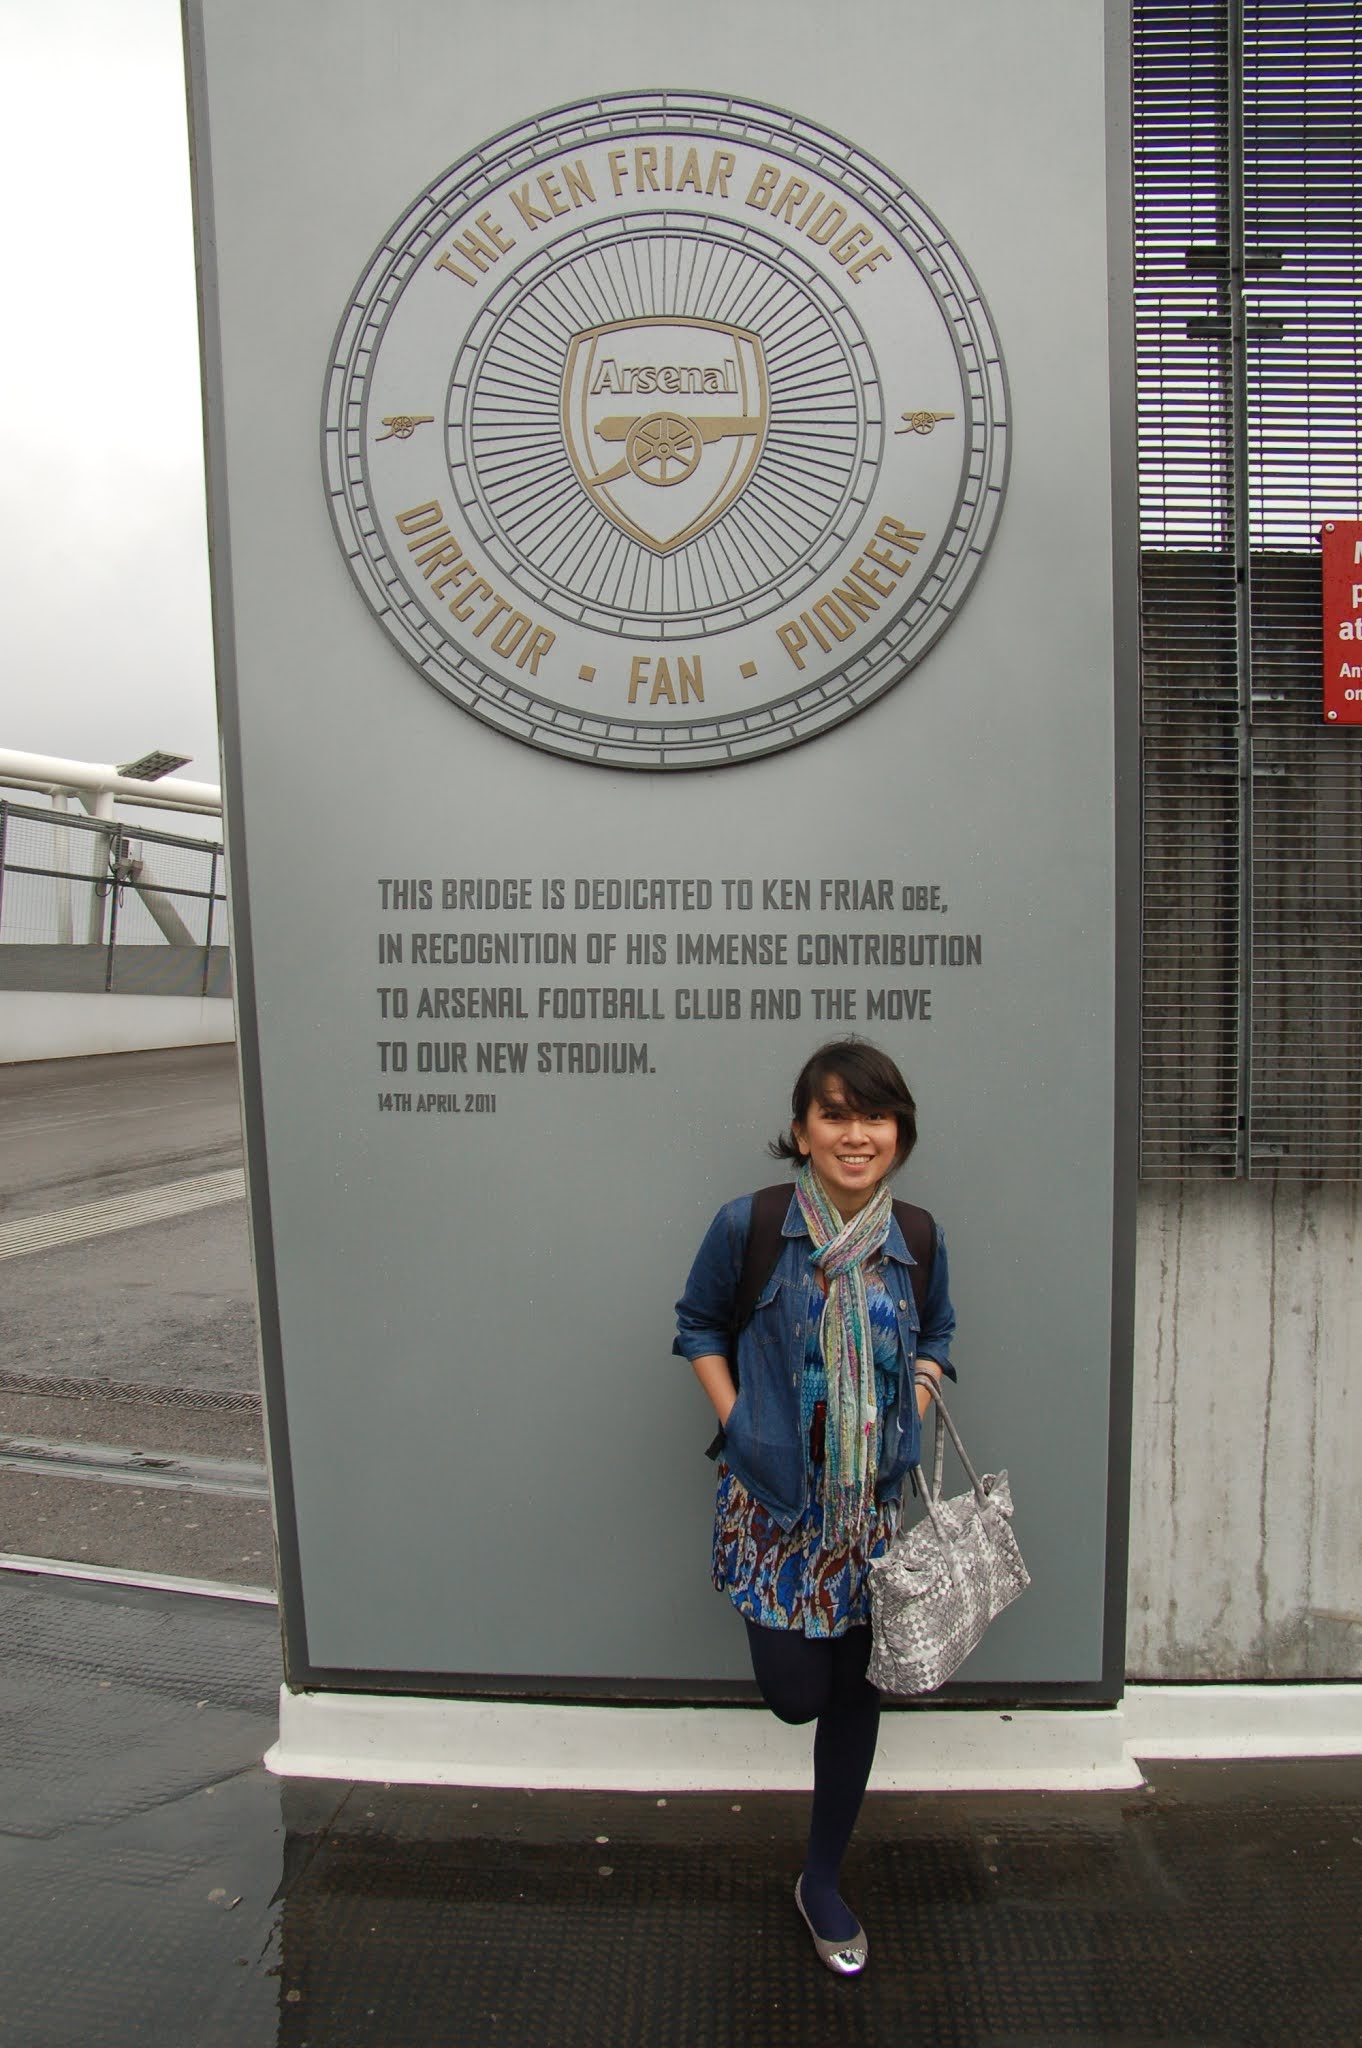 THE KEN FRIAR BRIDGE
Arsenal
DIRECTOR · FAN · PIONEER
THIS BRIDGE IS DEDICATED TO KEN FRIAR OBE,
IN RECOGNITION OF HIS IMMENSE CONTRIBUTION
TO ARSENAL FOOTBALL CLUB AND THE MOVE
TO OUR NEW STADIUM.
14TH APRIL 2011